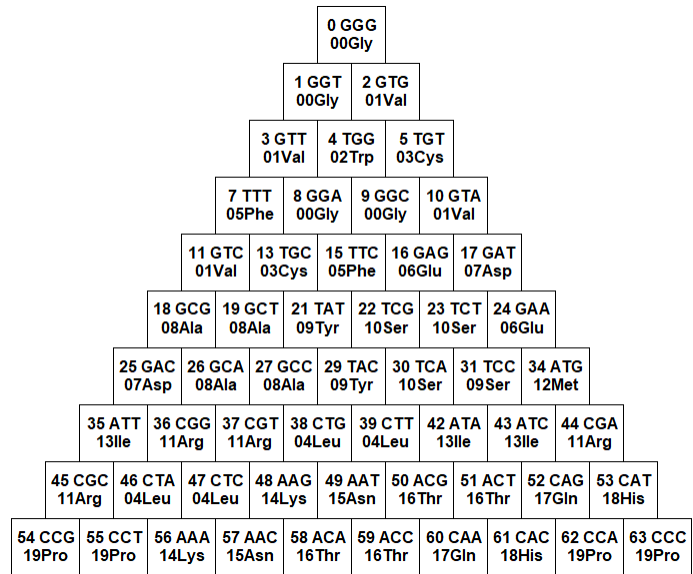 0 GGG
00Gly
1 GGT 2 GTG
00Gly 01Val
3 GTT 4 TGG 5 TGT
01Val 02Trp 03Cys
7 TTT 8 GGA 9 GGC 10 GTA
05Phe 00Gly 00Gly 01Val
11 GTC 13 TGC 15 TTC 16 GAG 17 GAT
01Val 03Cys 05Phe 06Glu 07Asp
18 GCG 19 GCT 21 TAT 22 TCG 23 TCT 24 GAA
08Ala 08Ala 09Tyr 10Ser 10Ser 06Glu
25 GAC 26 GCA 27 GCC 29 TAC 30 TCA 31 TCC 34 ATG
07Asp 08Ala 08Ala 09Tyr 10Ser 09Ser 12Met
35 ATT 36 CGG 37 CGT 38 CTG 39 CTT 42 ATA 43 ATC 44 CGA
13Ile 11Arg 11Arg 04Leu 04Leu 13Ile 13Ile 11Arg
45 CGC 46 CTA 47 CTC 48 AAG 49 AAT 50 ACG 51 ACT 52 CAG 53 CAT
11Arg 04Leu 04Leu 14Lys 15Asn 16Thr 16Thr 17Gln 18His
54 CCG 55 CCT 56 AAA 57 AAC 58 ACA 59 ACC 60 CAA 61 CAC 62 CCA 63 CCC
19Pro 19Pro 14Lys 15Asn 16Thr 16Thr 17Gln 18His 19Pro 19Pro